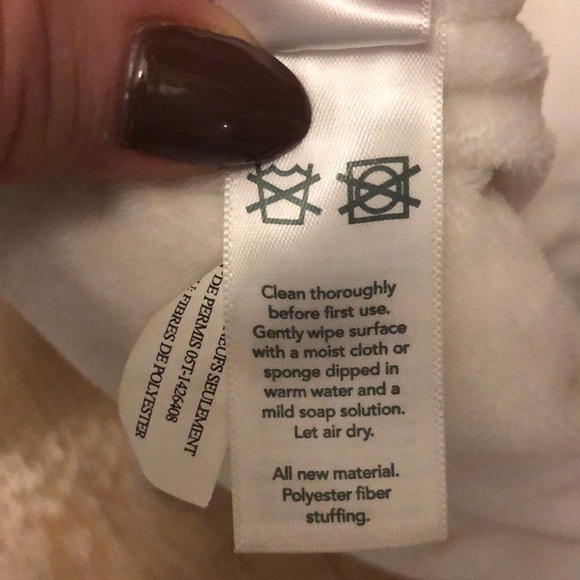 Clean thoroughly
before first use.
Gently wipe surface
with a moist cloth or
sponge dipped in
warm water and a
mild soap solution.
Let air dry.
All new material.
Polyester fiber
stuffing.
SEULEMENT
DE PERMIS 05T-1426408
FIBRES DE POLYESTER